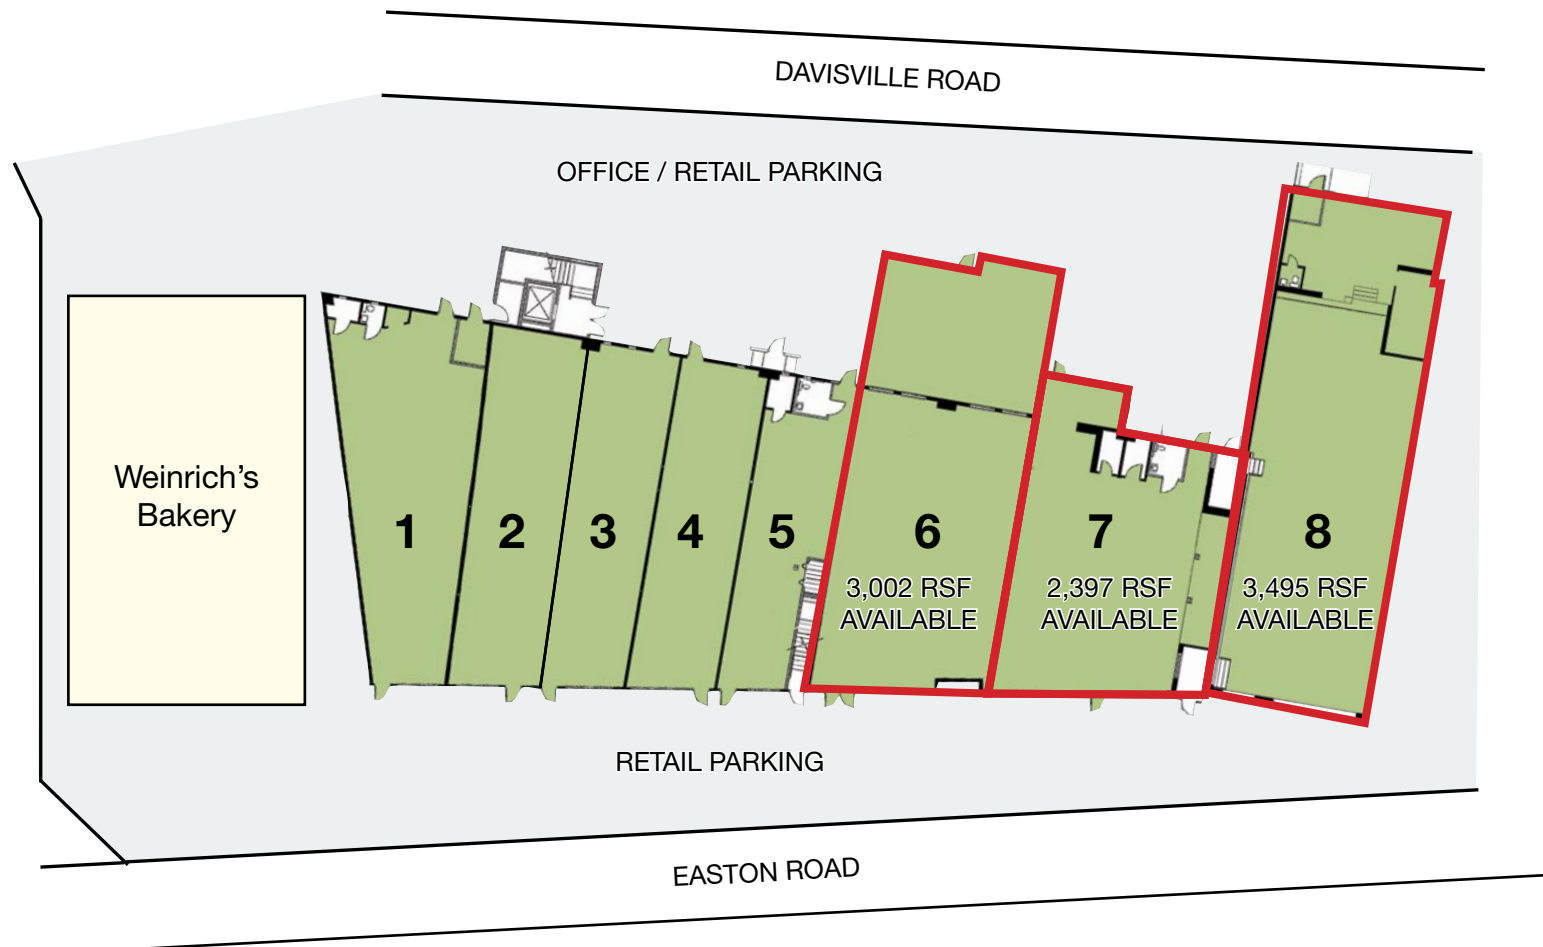 DAVISVILLE ROAD
OFFICE / RETAIL PARKING
Weinrich’s
Bakery
1
2
3
4
5
6
3,002 RSF
AVAILABLE
7
2,397 RSF
AVAILABLE
8
3,495 RSF
AVAILABLE
RETAIL PARKING
EASTON ROAD